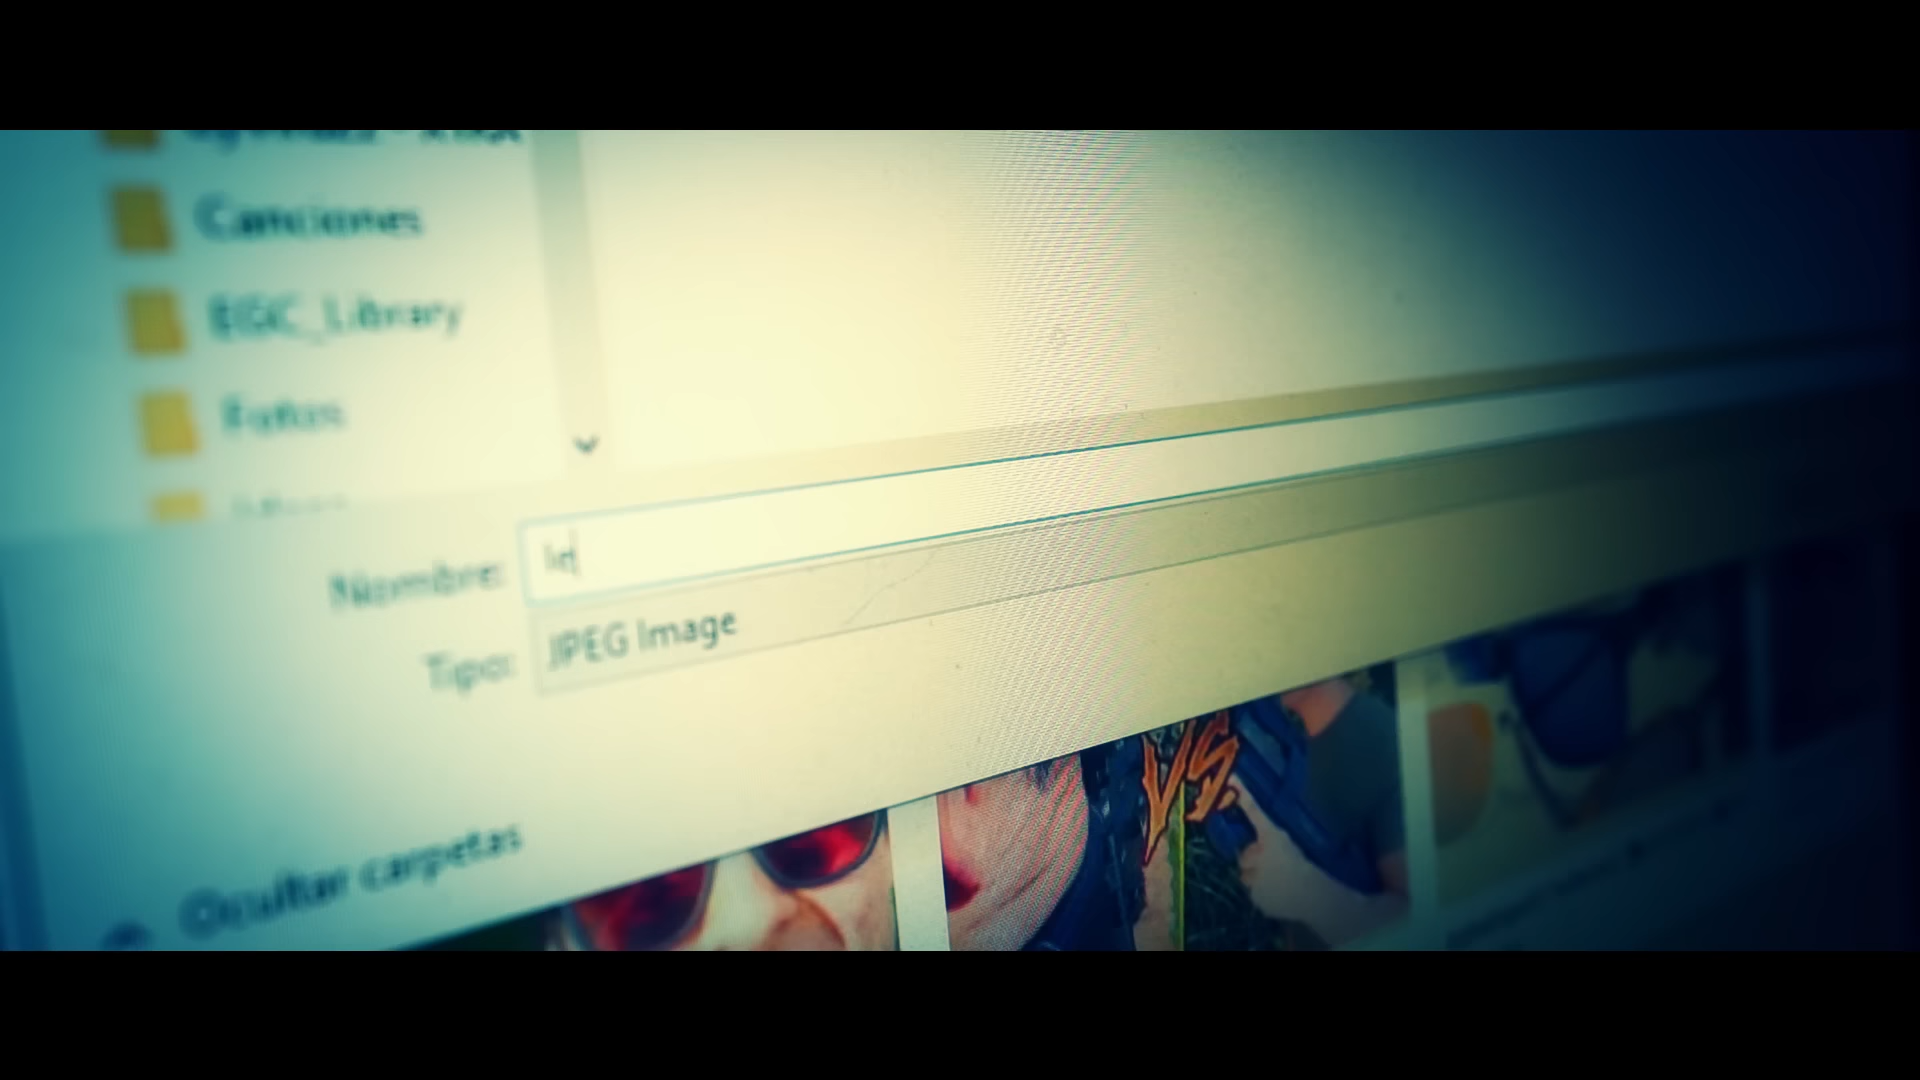 Canciones
EGC_Library
Fotos
Nombre:
Tipo: JPEG Image
Ocultar carpetas
VS.